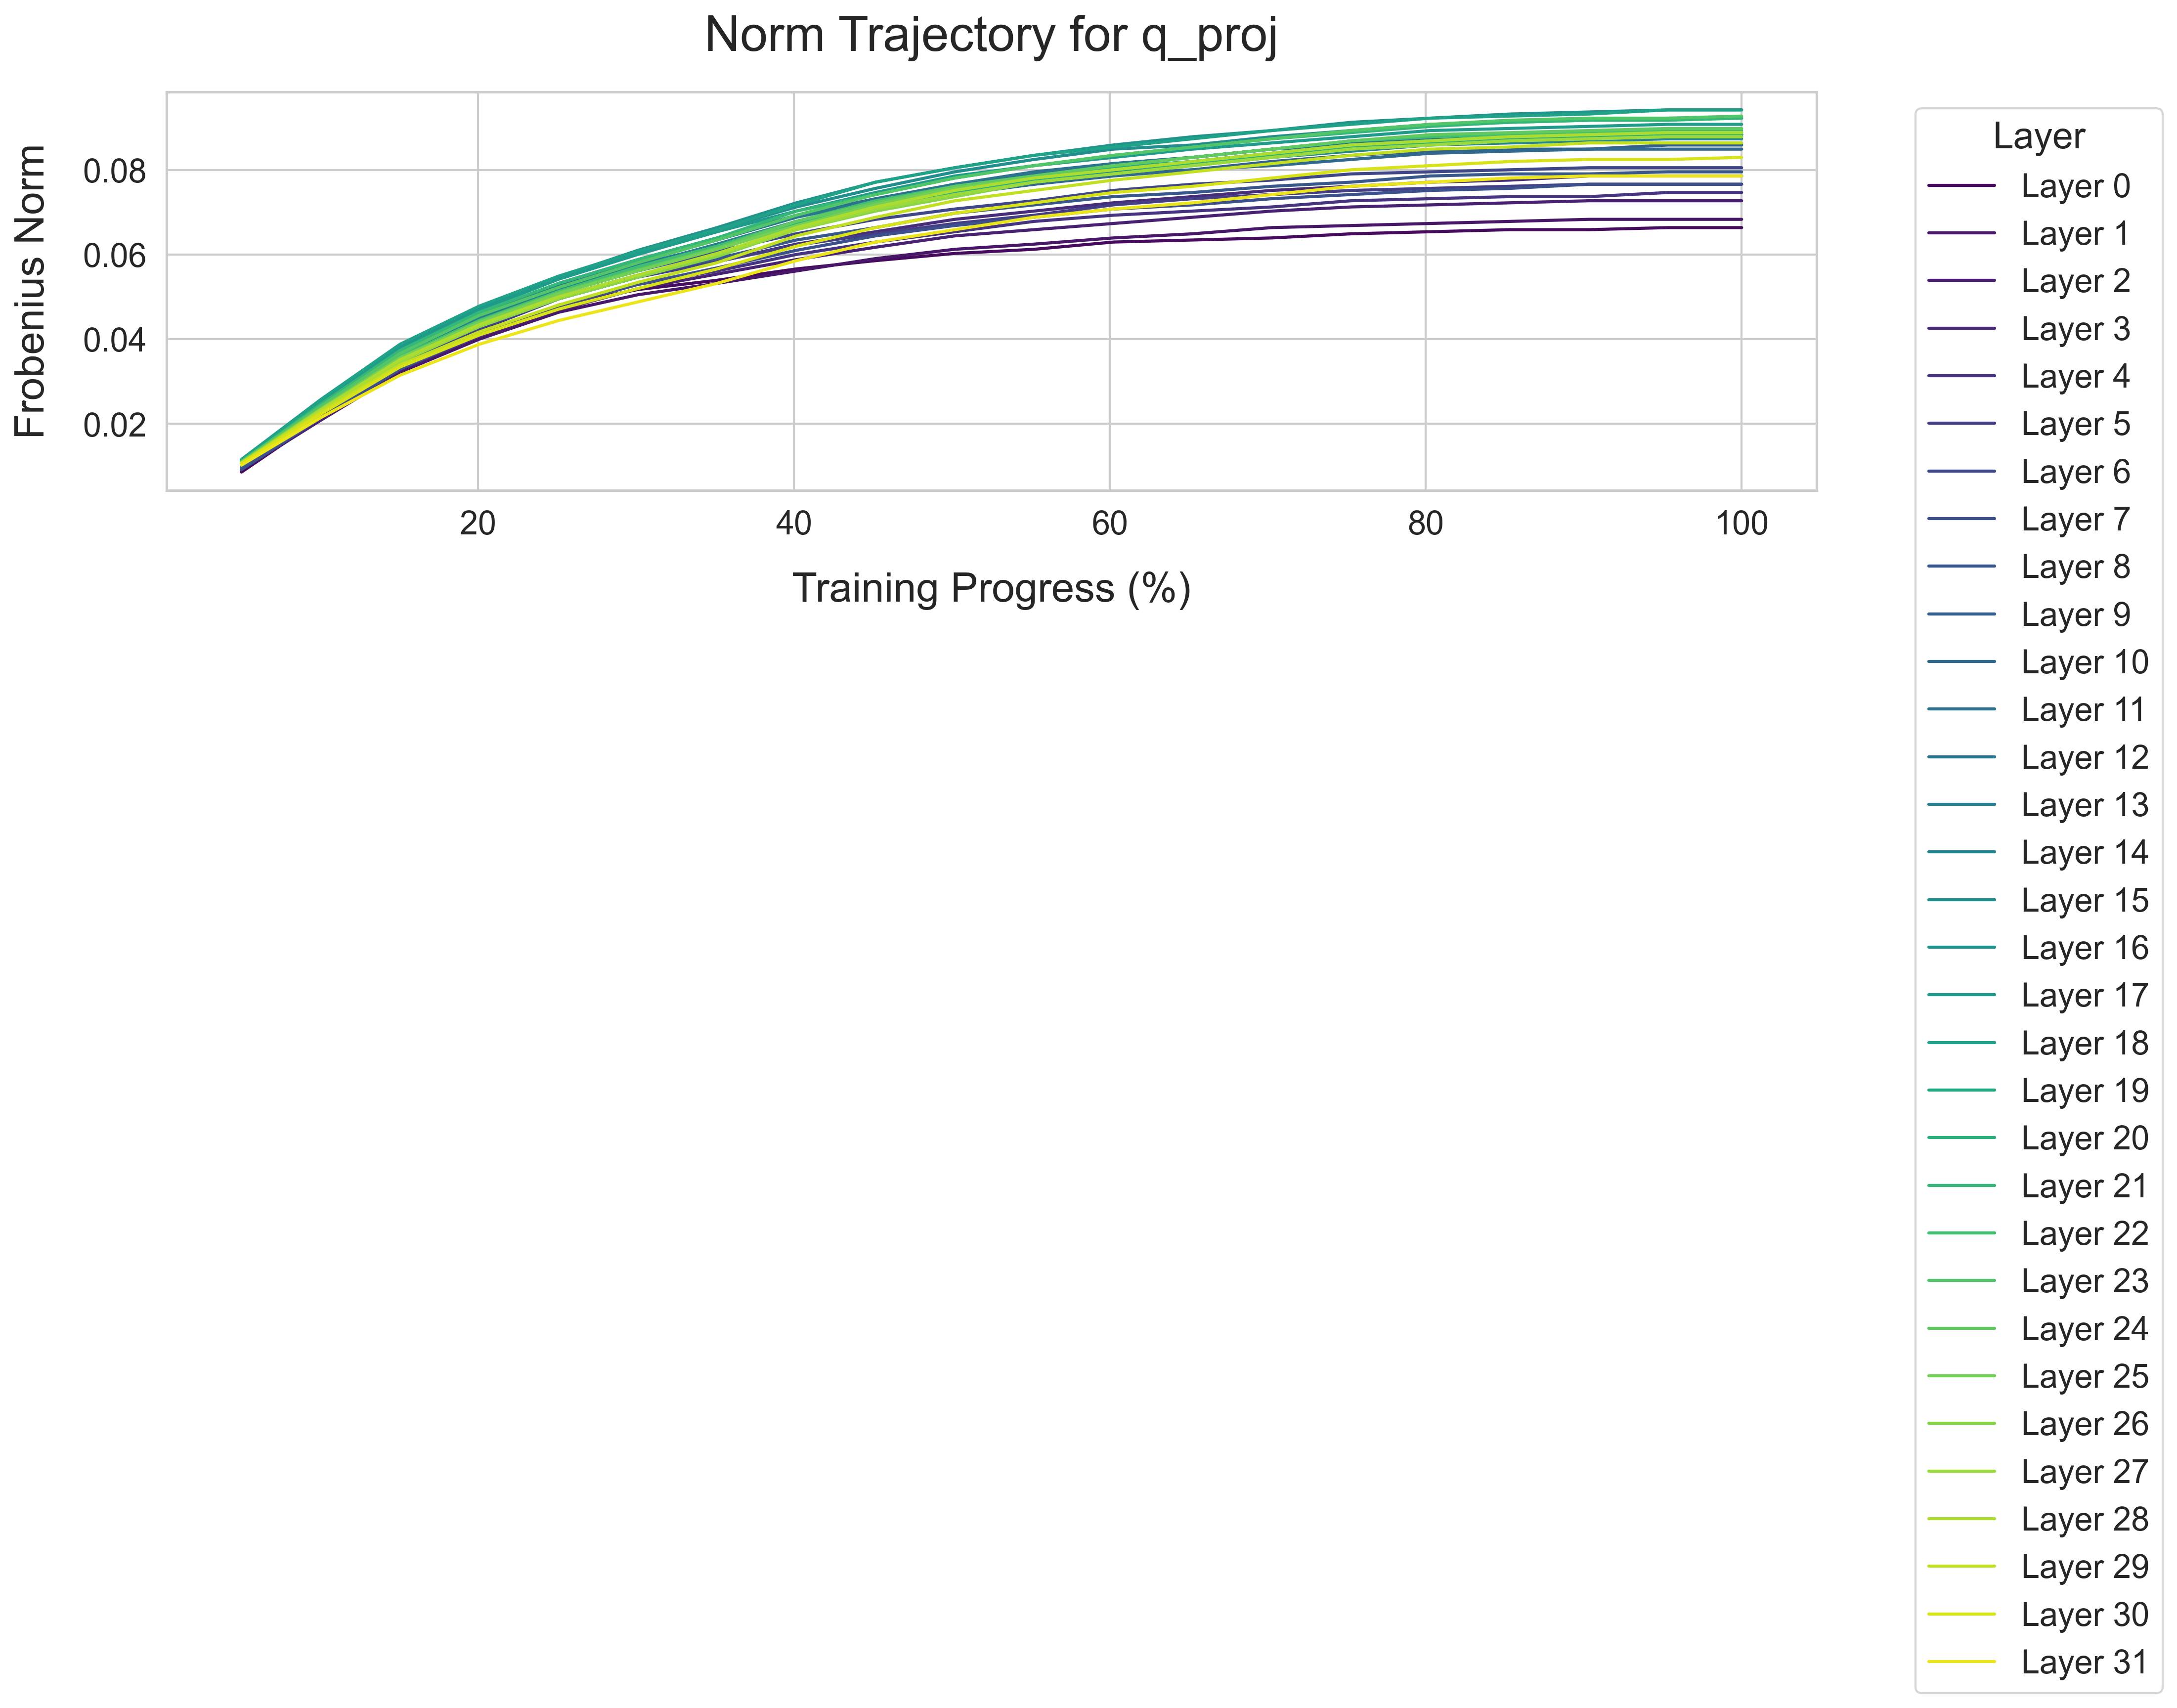 Norm Trajectory for q_proj
Frobenius Norm
0.08
0.06
0.04
0.02
20
40
60
80
100
Training Progress (%)
Layer
Layer 0
Layer 1
Layer 2
Layer 3
Layer 4
Layer 5
Layer 6
Layer 7
Layer 8
Layer 9
Layer 10
Layer 11
Layer 12
Layer 13
Layer 14
Layer 15
Layer 16
Layer 17
Layer 18
Layer 19
Layer 20
Layer 21
Layer 22
Layer 23
Layer 24
Layer 25
Layer 26
Layer 27
Layer 28
Layer 29
Layer 30
Layer 31